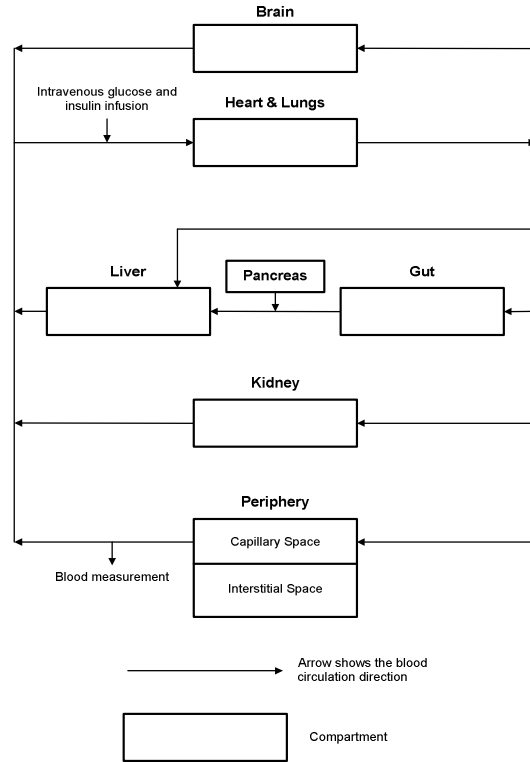 Brain
Intravenous glucose and
insulin infusion
Heart & Lungs
Liver
Pancreas
Gut
Kidney
Periphery
Capillary Space
Blood measurement
Interstitial Space
Arrow shows the blood
circulation direction
Compartment